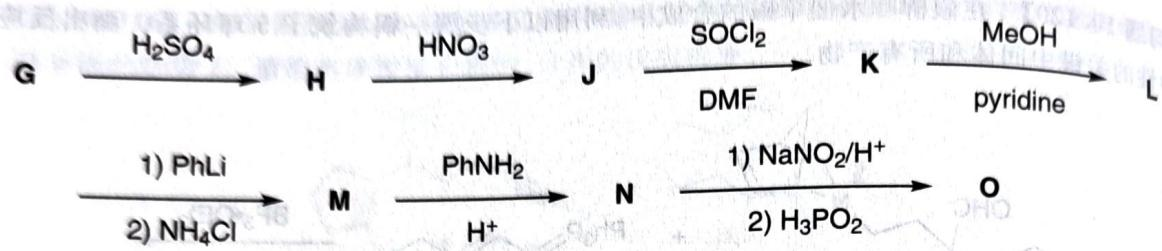 G H₂SO₄ H HNO₃ J SOCl₂ DMF K MeOH pyridine L
1) PhLi 2) NH₄Cl M PhNH₂ H⁺ N 1) NaNO₂/H⁺ 2) H₃PO₂ O